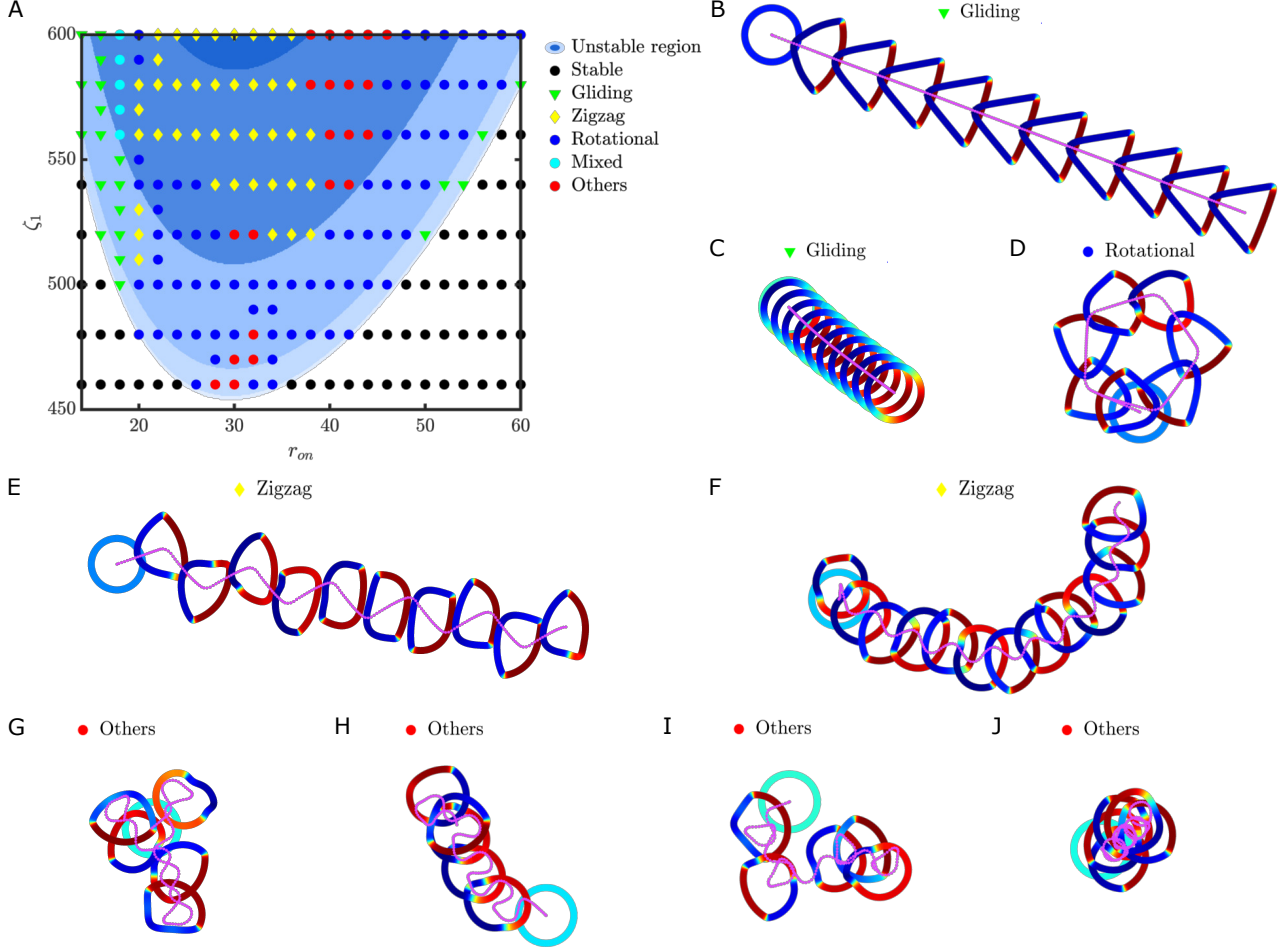 A
600
550
500
450
ζ₁
20
30
40
50
60
r_on
Unstable region
Stable
Gliding
Zigzag
Rotational
Mixed
Others
B
Gliding
C
Gliding
D
Rotational
E
Zigzag
F
Zigzag
G
Others
H
Others
I
Others
J
Others